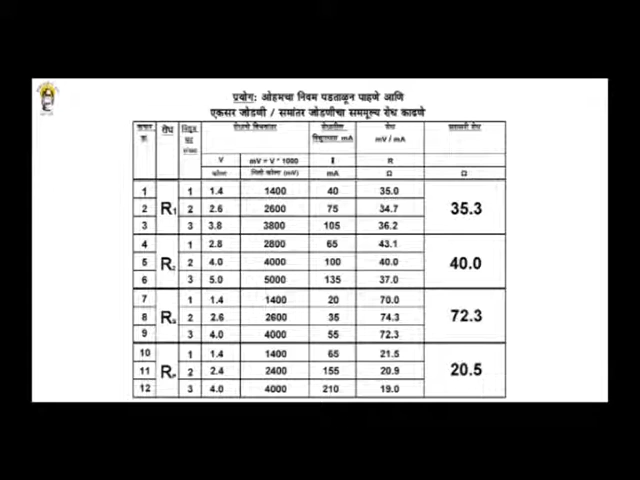 प्रयोग: ओहमचा नियम पडताळून पाहणे आणि
एकसर जोडणी / समांतर जोडणीचा सममूल्य रोध काढणे
रोध रोध सरासरी रोध
mV / mA
V mV = V * 1000 I R
mA Ω Ω
1 R1 1 1.4 1400 40 35.0 35.3
2 2 2.6 2600 75 34.7
3 3 3.8 3800 105 36.2
4 R2 1 2.8 2800 65 43.1 40.0
5 2 4.0 4000 100 40.0
6 3 5.0 5000 135 37.0
7 Rs 1 1.4 1400 20 70.0 72.3
8 2 2.6 2600 35 74.3
9 3 4.0 4000 55 72.3
10 RP 1 1.4 1400 65 21.5 20.5
11 2 2.4 2400 155 20.9
12 3 4.0 4000 210 19.0